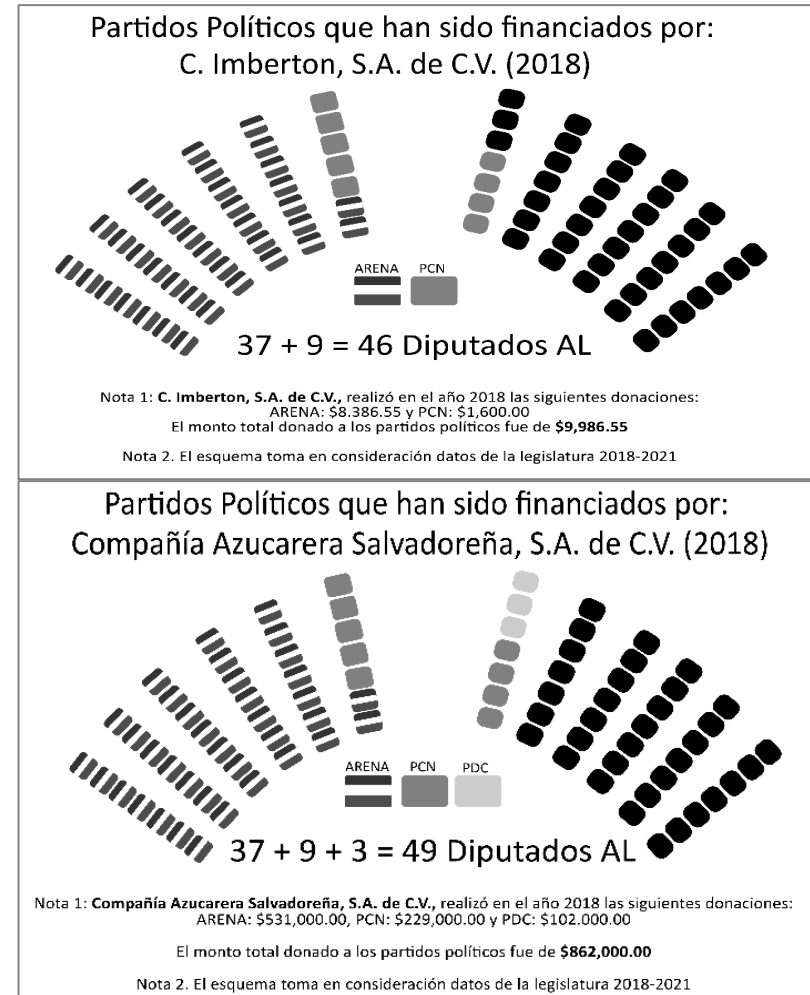 Partidos Políticos que han sido financiados por:
C. Imberton, S.A. de C.V. (2018)
ARENA PCN
37 + 9 = 46 Diputados AL
Nota 1: C. Imberton, S.A. de C.V., realizó en el año 2018 las siguientes donaciones:
ARENA: $8.386.55 y PCN: $1,600.00
El monto total donado a los partidos políticos fue de $9,986.55
Nota 2. El esquema toma en consideración datos de la legislatura 2018-2021
Partidos Políticos que han sido financiados por:
Compañía Azucarera Salvadoreña, S.A. de C.V. (2018)
ARENA PCN PDC
37 + 9 + 3 = 49 Diputados AL
Nota 1: Compañía Azucarera Salvadoreña, S.A. de C.V., realizó en el año 2018 las siguientes donaciones:
ARENA: $531,000.00, PCN: $229,000.00 y PDC: $102.000.00
El monto total donado a los partidos políticos fue de $862,000.00
Nota 2. El esquema toma en consideración datos de la legislatura 2018-2021